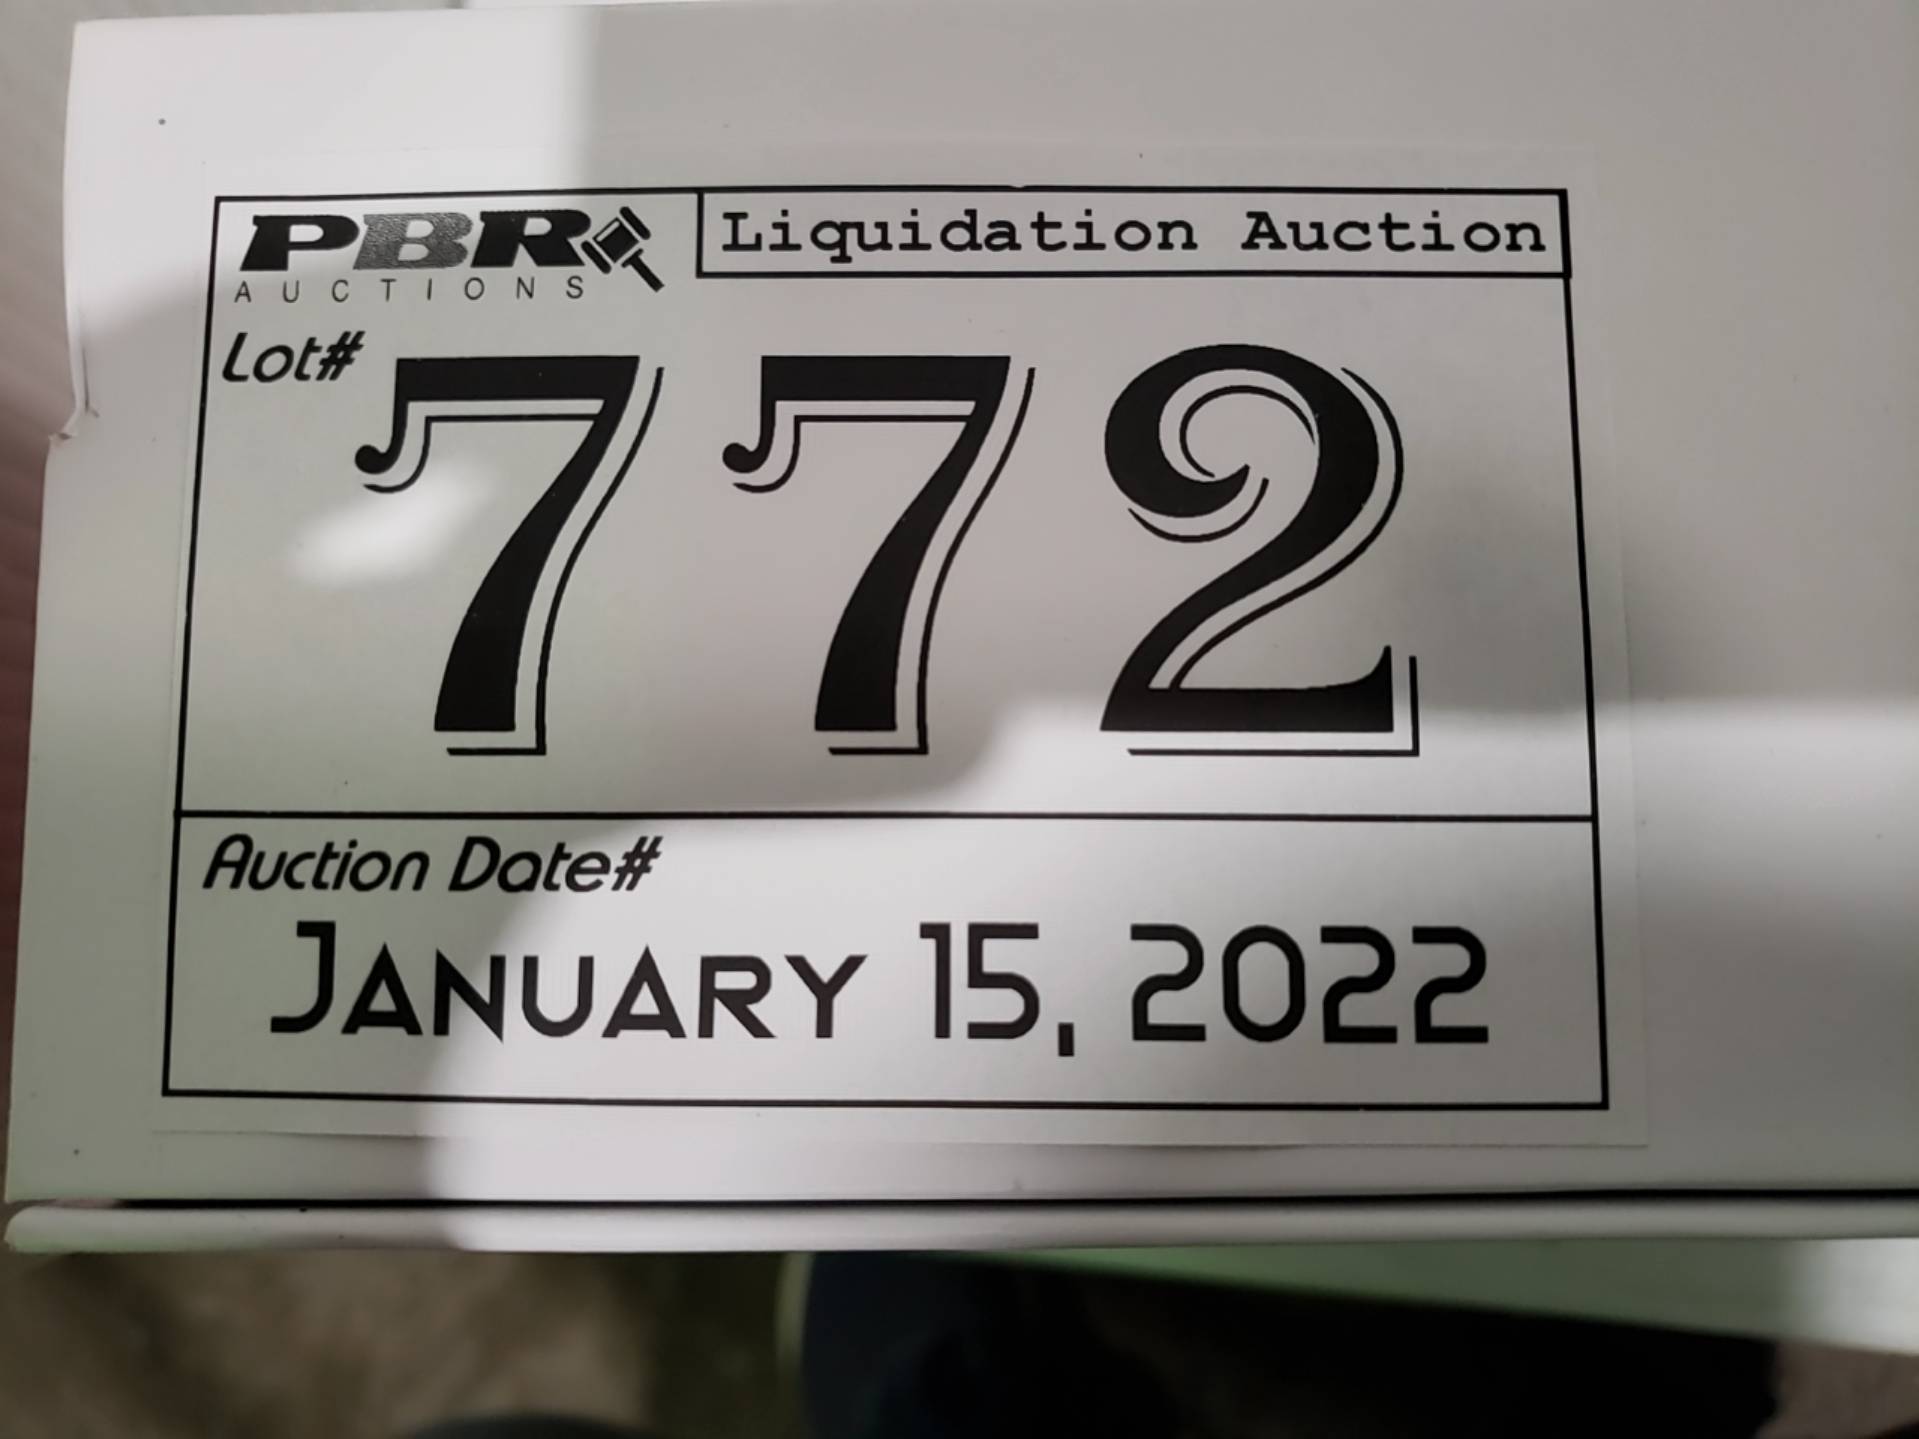 PBR
AUCTIONS
Liquidation Auction
Lot#
772
Auction Date#
January 15, 2022